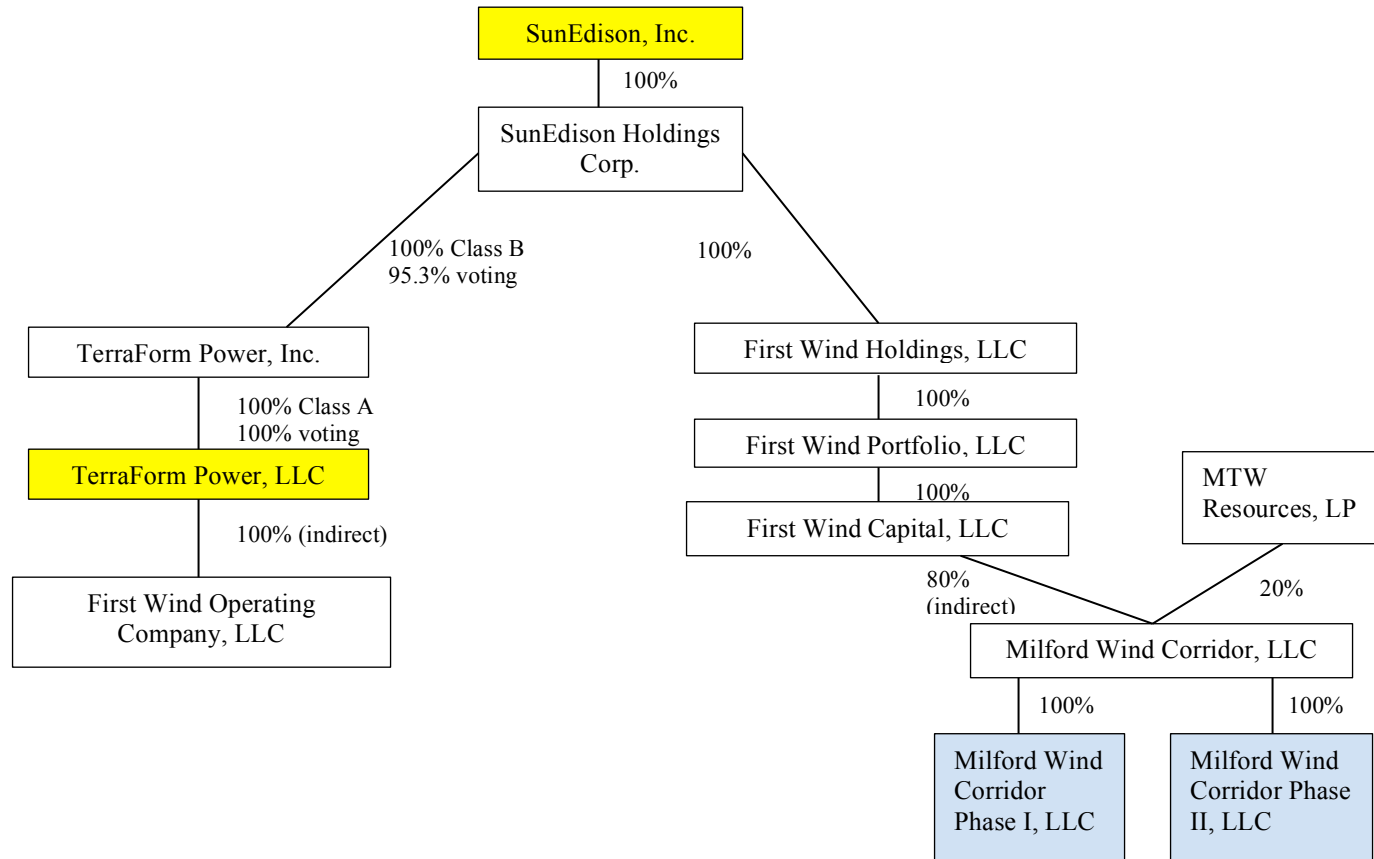 SunEdison, Inc.
100%
SunEdison Holdings
Corp.
100% Class B
95.3% voting
100%
TerraForm Power, Inc.
First Wind Holdings, LLC
100% Class A
100% voting
100%
First Wind Portfolio, LLC
TerraForm Power, LLC
MTW
Resources, LP
100%
First Wind Capital, LLC
100% (indirect)
80%
(indirect)
20%
First Wind Operating
Company, LLC
Milford Wind Corridor, LLC
100%
100%
Milford Wind
Corridor
Phase I, LLC
Milford Wind
Corridor Phase
II, LLC